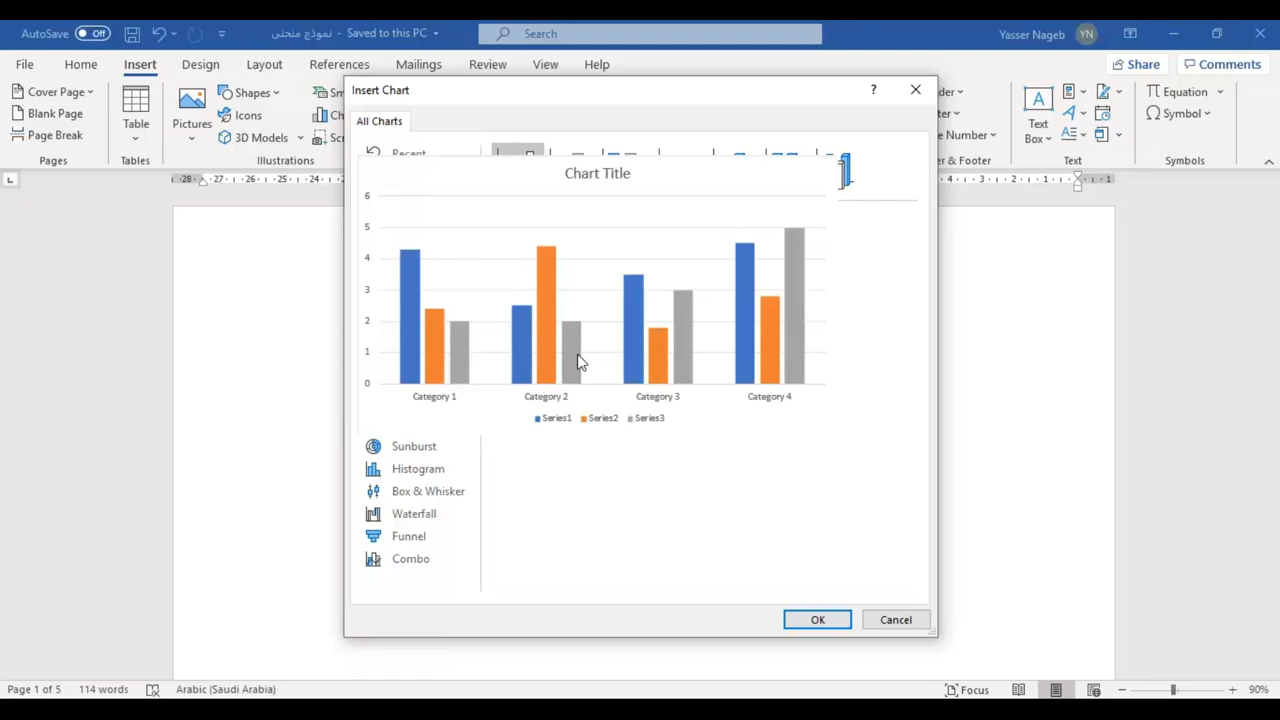 AutoSave Off نموذج منحنى - Saved to this PC Search Yasser Nageb YN
File Home Insert Design Layout References Mailings Review View Help Share Comments
Cover Page
Blank Page
Page Break
Pages
Table
Tables
Pictures
Shapes
Icons
3D Models
Illustrations
Text
Box
Text
Equation
Symbol
Symbols
Insert Chart
All Charts
Recent
Chart Title
6
5
4
3
2
1
0
Category 1 Category 2 Category 3 Category 4
Series1 Series2 Series3
Sunburst
Histogram
Box & Whisker
Waterfall
Funnel
Combo
OK Cancel
Page 1 of 5 114 words Arabic (Saudi Arabia) Focus 90%